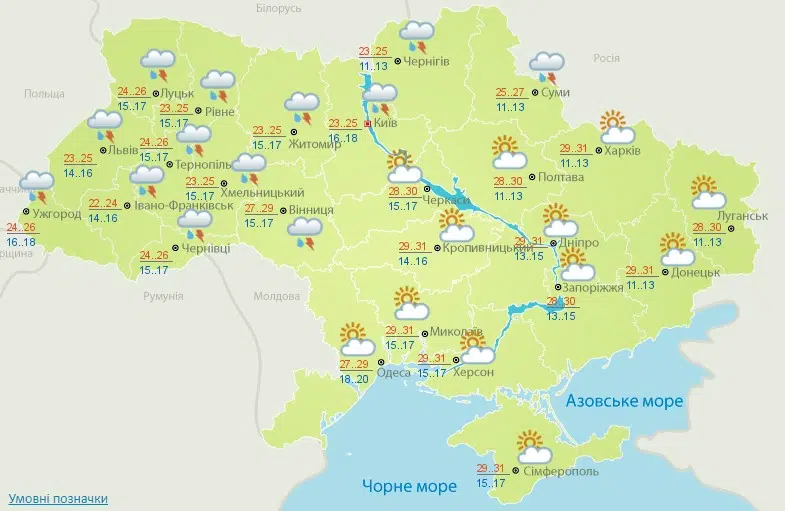 Білорусь
23..25
11..13
Чернігів
Росія
24..26
15..17
Луцьк
Польща
23..25
15..17
Рівне
25..27
11..13
Суми
23..25
15..17
Житомир
23..25
16..18
Київ
29..31
11..13
Харків
23..25
14..16
Львів
24..26
15..17
Тернопіль
23..25
15..17
Хмельницький
28..30
15..17
Черкаси
28..30
11..13
Полтава
24..26
16..18
Ужгород
22..24
14..16
Івано-Франківськ
27..29
15..17
Вінниця
28..30
11..13
Луганськ
24..26
15..17
Чернівці
29..31
14..16
Кропивницький
29..31
13..15
Дніпро
29..31
11..13
Донецьк
28..30
13..15
Запоріжжя
Румунія
Молдова
29..31
15..17
Миколаїв
27..29
18..20
Одеса
29..31
15..17
Херсон
Азовське море
29..31
15..17
Сімферополь
Чорне море
Умовні позначки